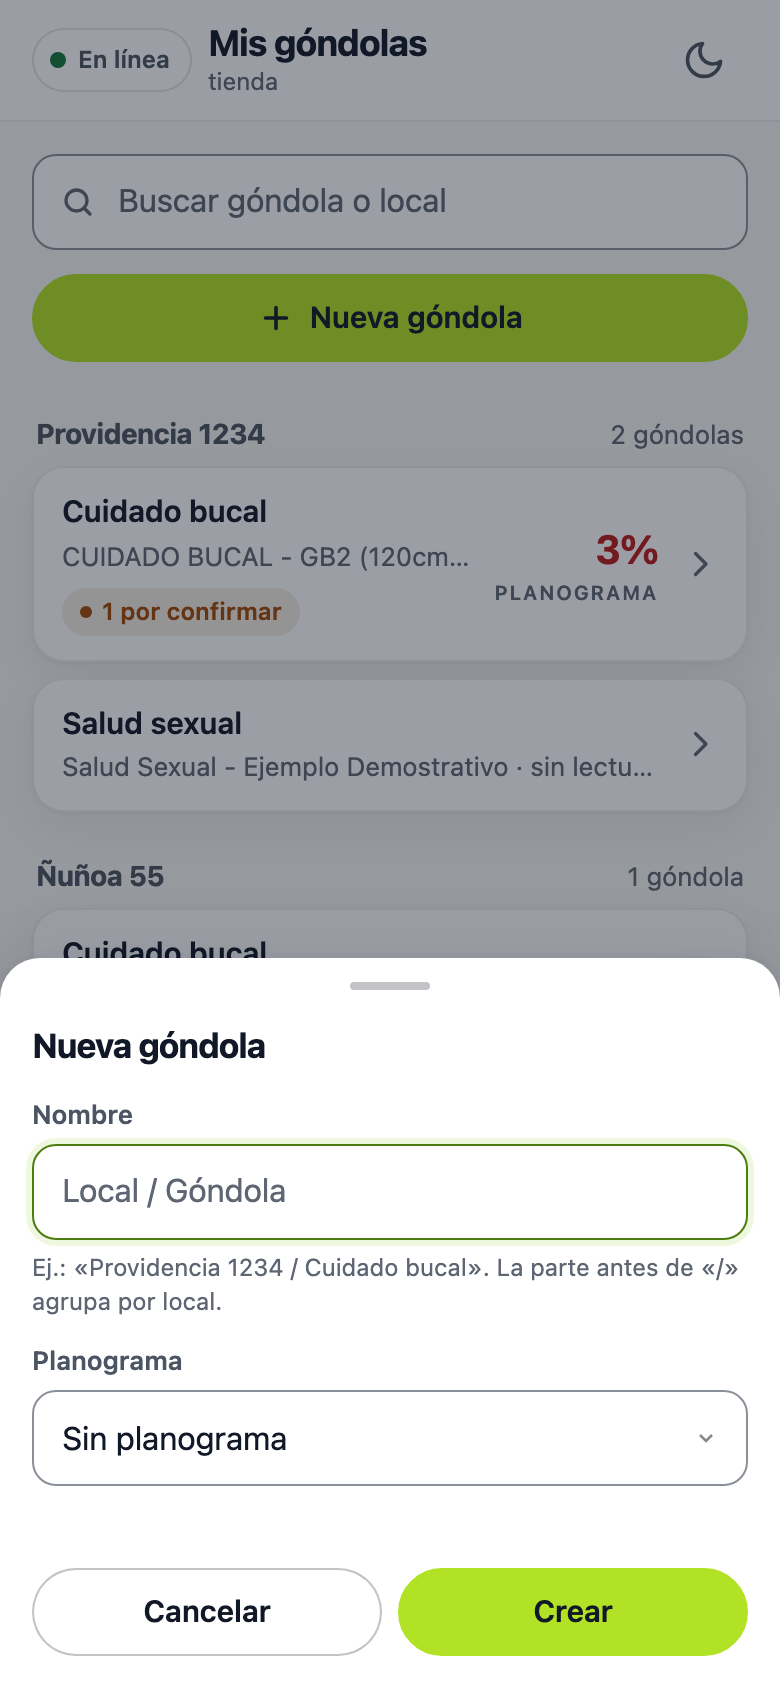 En línea
Mis góndolas
tienda
Buscar góndola o local
+ Nueva góndola
Providencia 1234
2 góndolas
Cuidado bucal
CUIDADO BUCAL - GB2 (120cm...
1 por confirmar
3%
PLANOGRAMA
Salud sexual
Salud Sexual - Ejemplo Demostrativo · sin lectu...
Ñuñoa 55
1 góndola
Cuidado bucal
Nueva góndola
Nombre
Local / Góndola
Ej.: «Providencia 1234 / Cuidado bucal». La parte antes de «/»
agrupa por local.
Planograma
Sin planograma
Cancelar
Crear